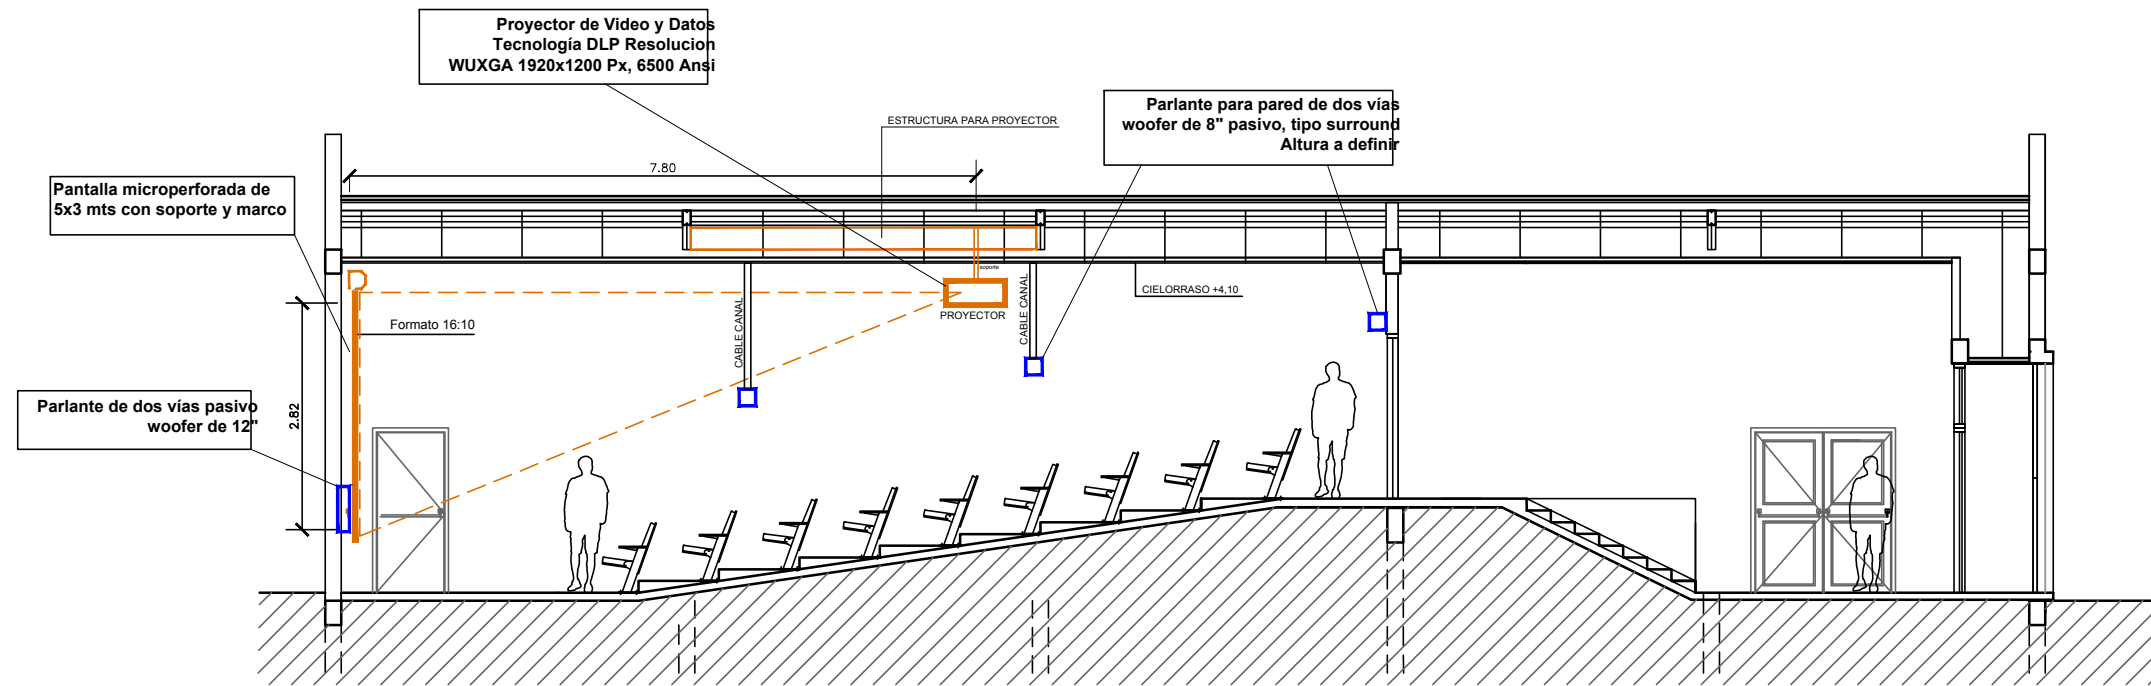 Proyector de Video y Datos
Tecnología DLP Resolucion
WUXGA 1920x1200 Px, 6500 Ansi
Parlante para pared de dos vías
woofer de 8" pasivo, tipo surround
Altura a definir
ESTRUCTURA PARA PROYECTOR
7.80
Pantalla microperforada de
5x3 mts con soporte y marco
soporte
CIELORRASO +4,10
PROYECTOR
CABLE CANAL
CABLE CANAL
Formato 16:10
2.82
Parlante de dos vías pasivo
woofer de 12"